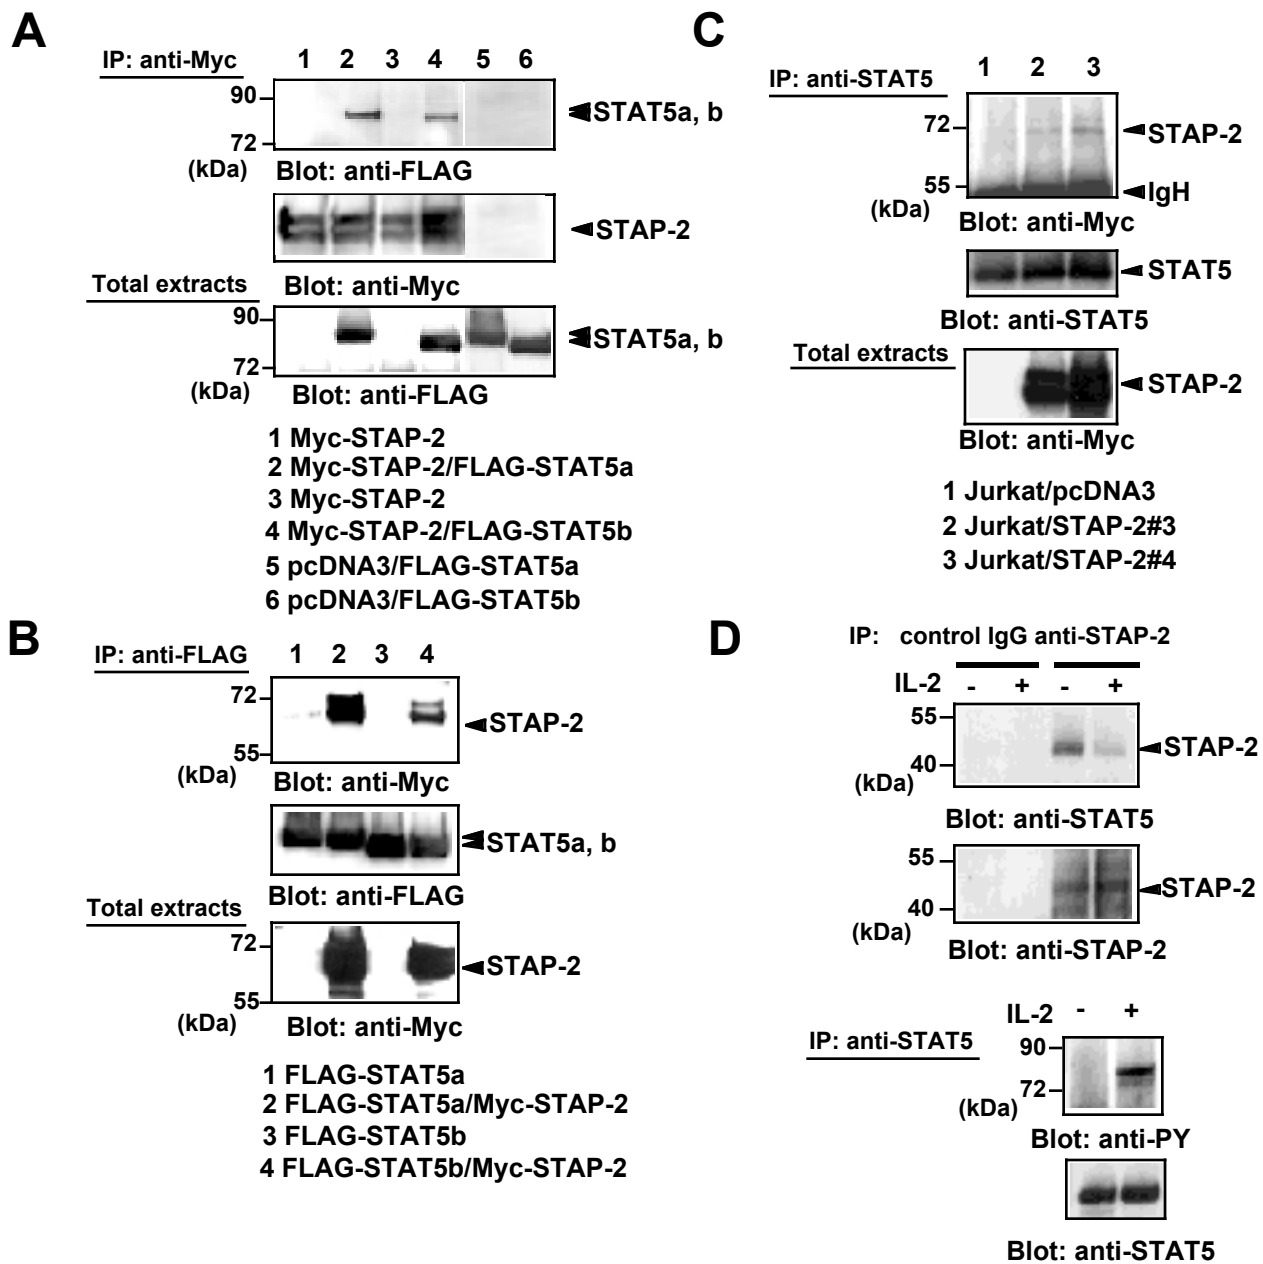 A
IP: anti-Myc 1 2 3 4 5 6
90
STAT5a, b
72
(kDa)
Blot: anti-FLAG
STAP-2
Blot: anti-Myc
Total extracts
90
STAT5a, b
72
(kDa)
Blot: anti-FLAG
1 Myc-STAP-2
2 Myc-STAP-2/FLAG-STAT5a
3 Myc-STAP-2
4 Myc-STAP-2/FLAG-STAT5b
5 pcDNA3/FLAG-STAT5a
6 pcDNA3/FLAG-STAT5b
B
IP: anti-FLAG 1 2 3 4
72
STAP-2
55
(kDa)
Blot: anti-Myc
STAT5a, b
Blot: anti-FLAG
Total extracts
72
STAP-2
55
(kDa)
Blot: anti-Myc
1 FLAG-STAT5a
2 FLAG-STAT5a/Myc-STAP-2
3 FLAG-STAT5b
4 FLAG-STAT5b/Myc-STAP-2
C
IP: anti-STAT5 1 2 3
72
STAP-2
55
IgH
(kDa)
Blot: anti-Myc
STAT5
Blot: anti-STAT5
Total extracts
STAP-2
Blot: anti-Myc
1 Jurkat/pcDNA3
2 Jurkat/STAP-2#3
3 Jurkat/STAP-2#4
D
IP: control IgG anti-STAP-2
IL-2 - + - +
55
STAP-2
40
(kDa)
Blot: anti-STAT5
55
STAP-2
40
(kDa)
Blot: anti-STAP-2
IL-2 - +
IP: anti-STAT5
90
72
(kDa)
Blot: anti-PY
Blot: anti-STAT5